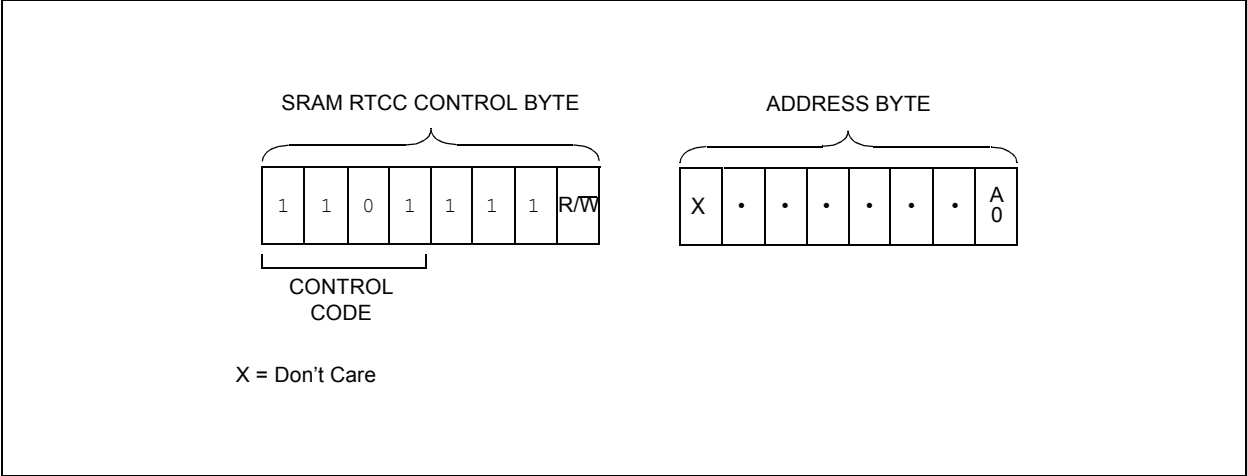 SRAM RTCC CONTROL BYTE
ADDRESS BYTE
1 1 0 1 1 1 1 R/W̅
X • • • • • • A0
CONTROL
CODE
X = Don't Care